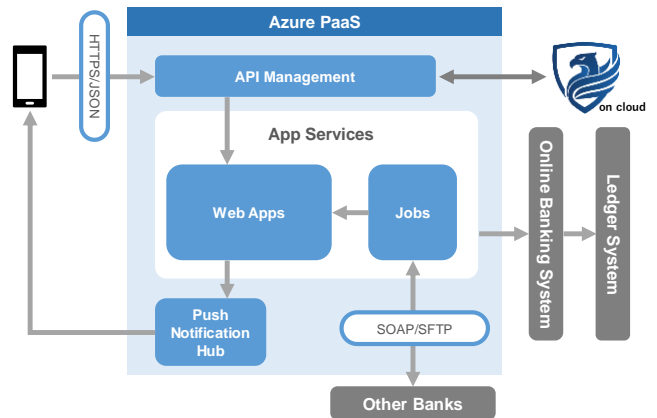 Azure PaaS
HTTPS/JSON
API Management
on cloud
App Services
Web Apps
Jobs
Online Banking System
Ledger System
Push
Notification
Hub
SOAP/SFTP
Other Banks